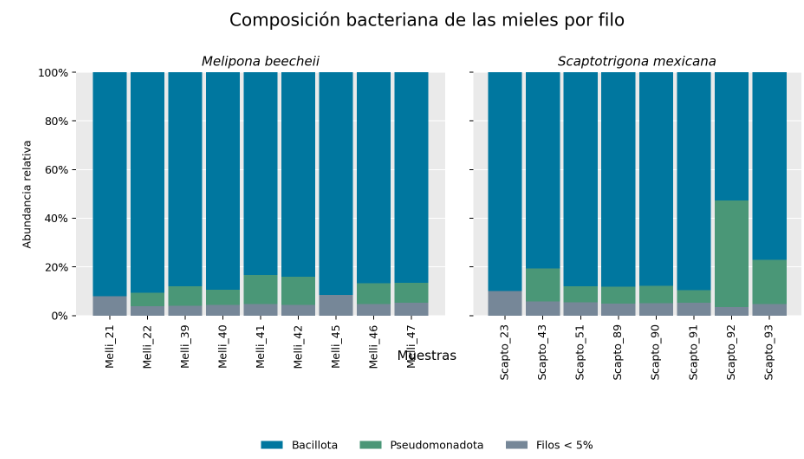 Composición bacteriana de las mieles por filo
Melipona beecheii
Scaptotrigona mexicana
Abundancia relativa
100%
80%
60%
40%
20%
0%
Melli_21
Melli_22
Melli_39
Melli_40
Melli_41
Melli_42
Melli_45
Melli_46
Melli_47
Scapto_23
Scapto_43
Scapto_51
Scapto_89
Scapto_90
Scapto_91
Scapto_92
Scapto_93
Muestras
Bacillota
Pseudomonadota
Filos < 5%